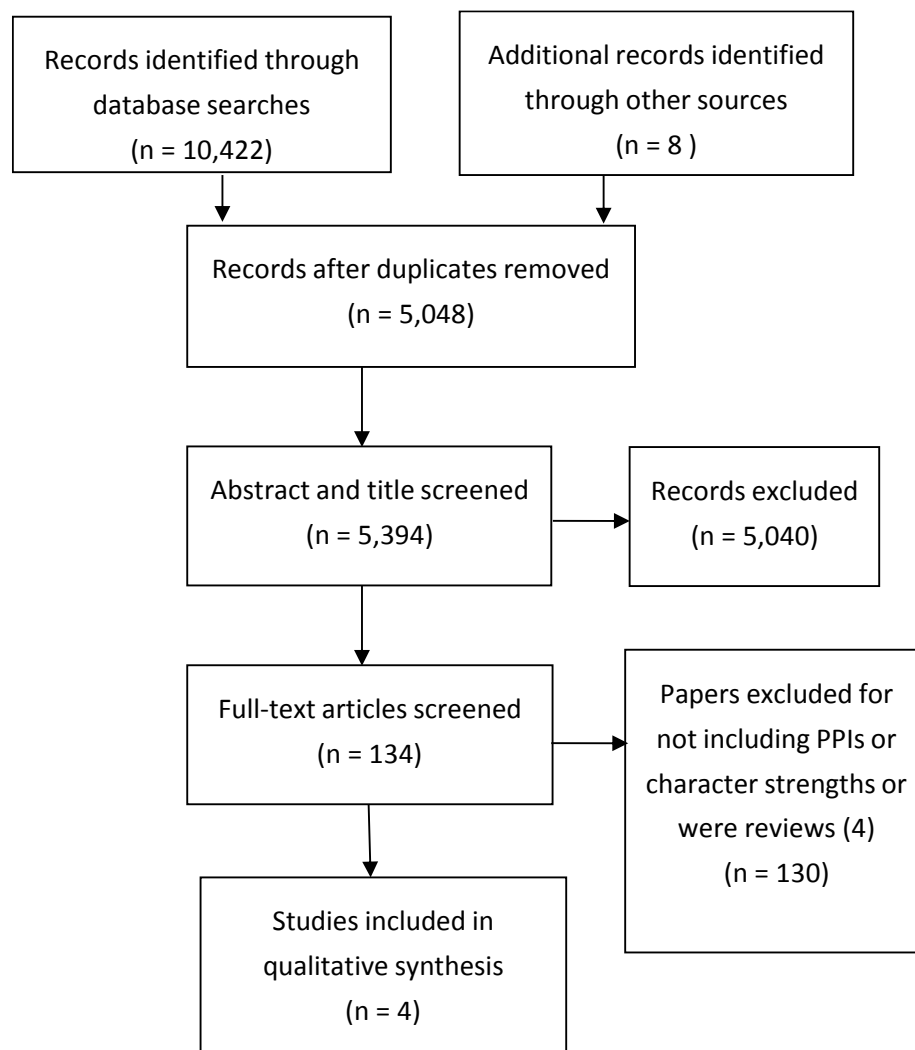 Records identified through
database searches
(n = 10,422)
Additional records identified
through other sources
(n = 8 )
Records after duplicates removed
(n = 5,048)
Abstract and title screened
(n = 5,394)
Records excluded
(n = 5,040)
Full-text articles screened
(n = 134)
Papers excluded for
not including PPIs or
character strengths or
were reviews (4)
(n = 130)
Studies included in
qualitative synthesis
(n = 4)